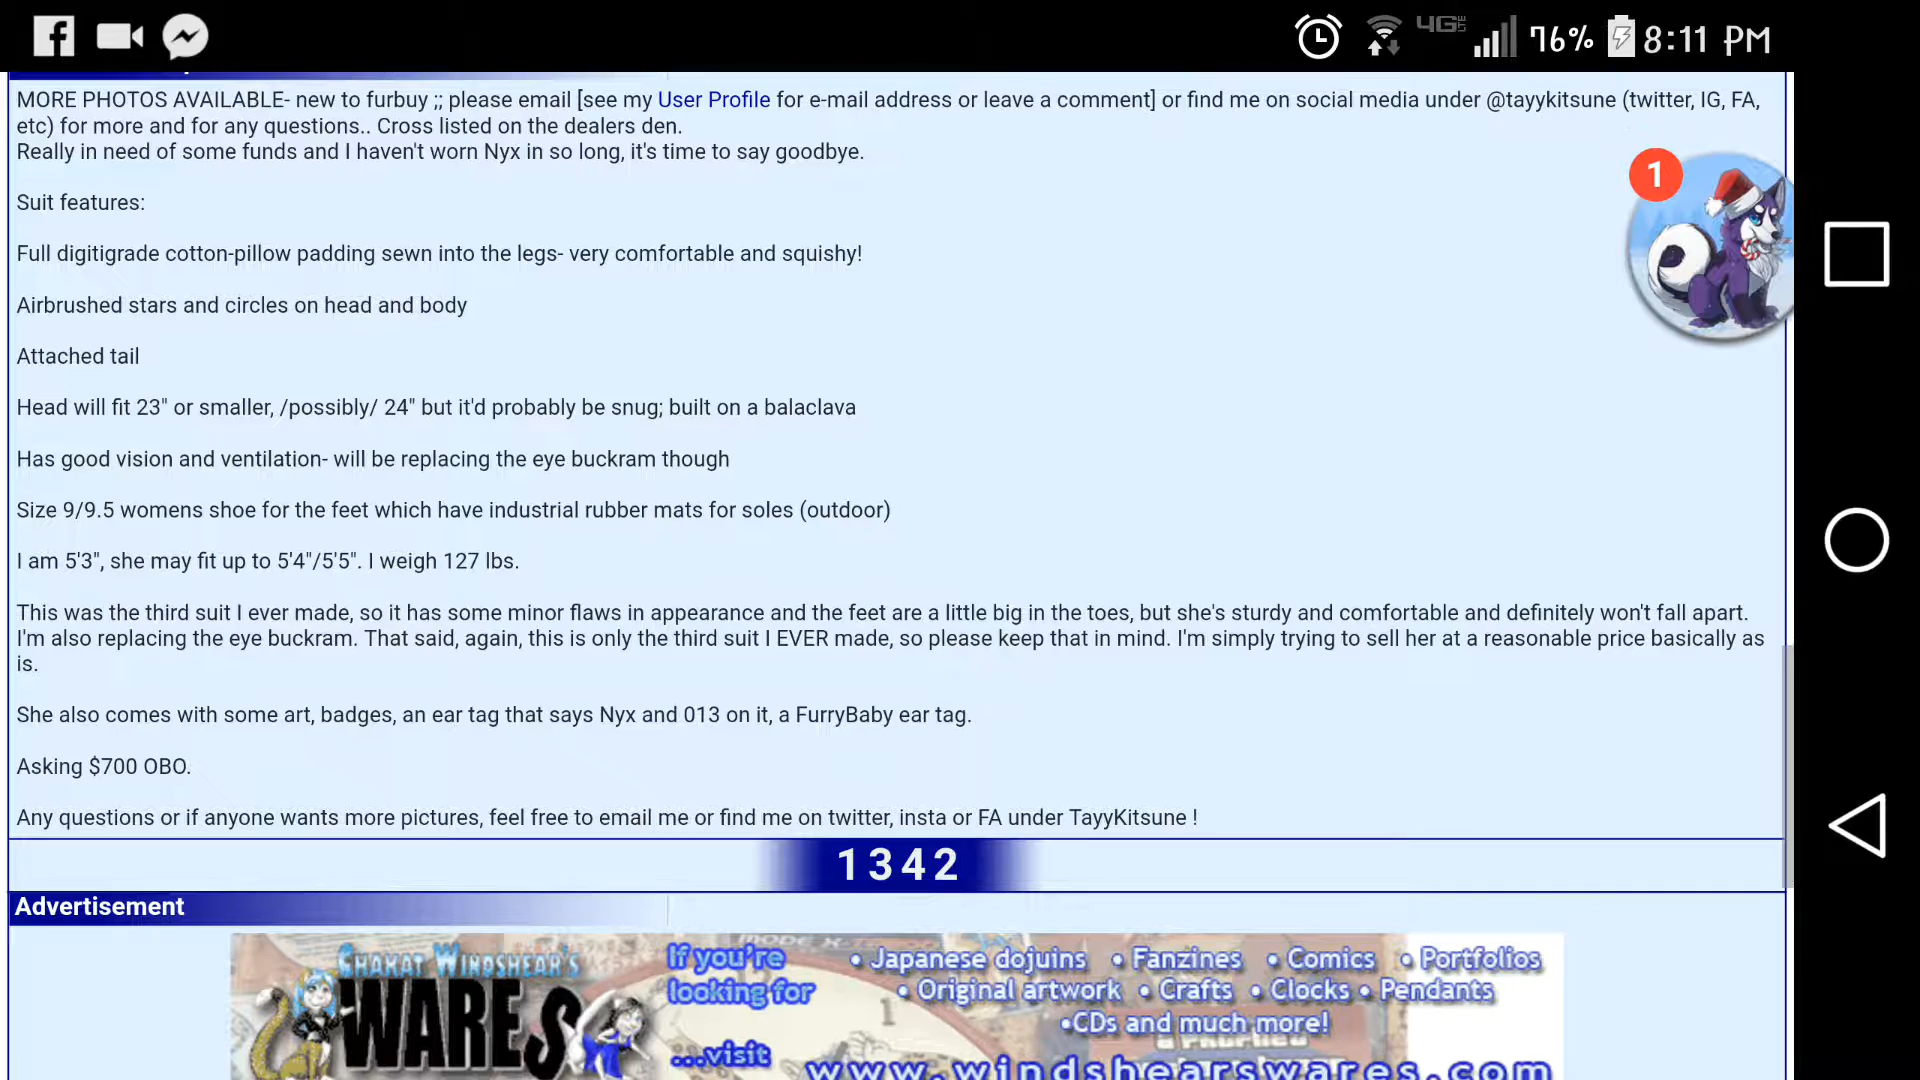 4G LTE 76% 8:11 PM
MORE PHOTOS AVAILABLE- new to furbuy ;; please email [see my User Profile for e-mail address or leave a comment] or find me on social media under @tayykitsune (twitter, IG, FA,
etc) for more and for any questions.. Cross listed on the dealers den.
Really in need of some funds and I haven't worn Nyx in so long, it's time to say goodbye.
1
Suit features:
Full digitigrade cotton-pillow padding sewn into the legs- very comfortable and squishy!
Airbrushed stars and circles on head and body
Attached tail
Head will fit 23" or smaller, /possibly/ 24" but it'd probably be snug; built on a balaclava
Has good vision and ventilation- will be replacing the eye buckram though
Size 9/9.5 womens shoe for the feet which have industrial rubber mats for soles (outdoor)
I am 5'3", she may fit up to 5'4"/5'5". I weigh 127 lbs.
This was the third suit I ever made, so it has some minor flaws in appearance and the feet are a little big in the toes, but she's sturdy and comfortable and definitely won't fall apart.
I'm also replacing the eye buckram. That said, again, this is only the third suit I EVER made, so please keep that in mind. I'm simply trying to sell her at a reasonable price basically as
is.
She also comes with some art, badges, an ear tag that says Nyx and 013 on it, a FurryBaby ear tag.
Asking $700 OBO.
Any questions or if anyone wants more pictures, feel free to email me or find me on twitter, insta or FA under TayyKitsune !
1342
Advertisement
CHAKAT WINDSHEAR'S
WARES
If you're
looking for
• Japanese dojuins • Fanzines • Comics • Portfolios
• Original artwork • Crafts • Clocks • Pendants
•CDs and much more!
...visit
www.windshearswares.com